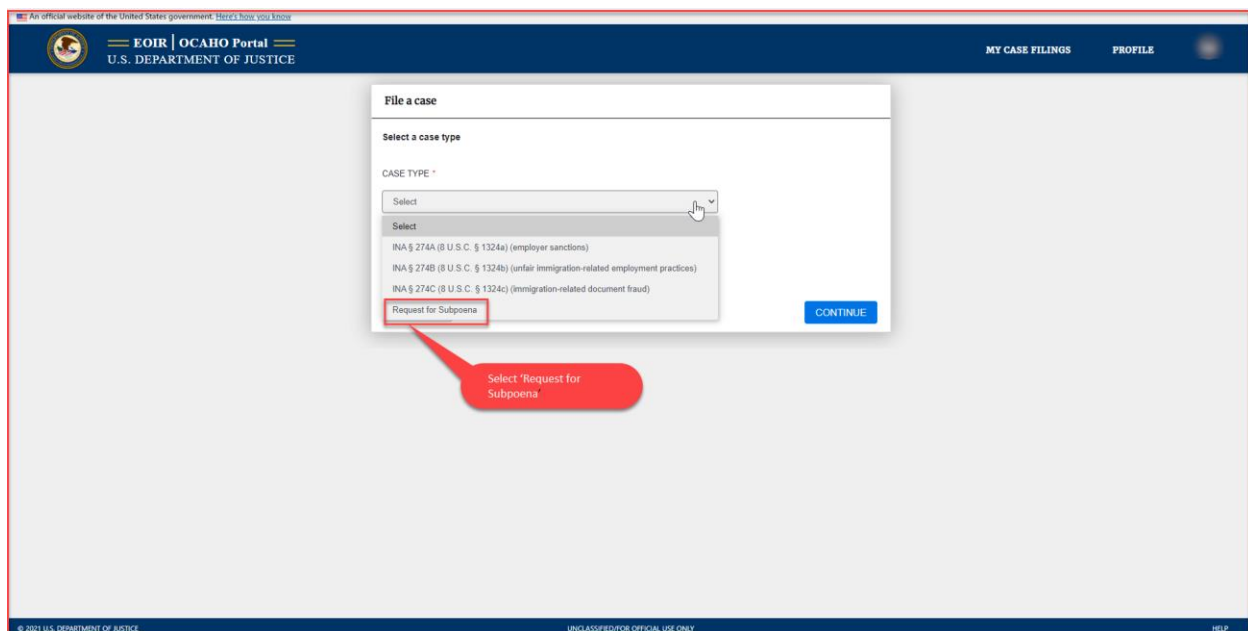 An official website of the United States government. Here's how you know
EOIR | OCAHO Portal
U.S. DEPARTMENT OF JUSTICE
MY CASE FILINGS
PROFILE
File a case
Select a case type
CASE TYPE *
Select
Select
INA § 274A (8 U.S.C. § 1324a) (employer sanctions)
INA § 274B (8 U.S.C. § 1324b) (unfair immigration-related employment practices)
INA § 274C (8 U.S.C. § 1324c) (immigration-related document fraud)
Request for Subpoena
CONTINUE
Select ‘Request for
Subpoena’
© 2021 U.S. DEPARTMENT OF JUSTICE
UNCLASSIFIED/FOR OFFICIAL USE ONLY
HELP